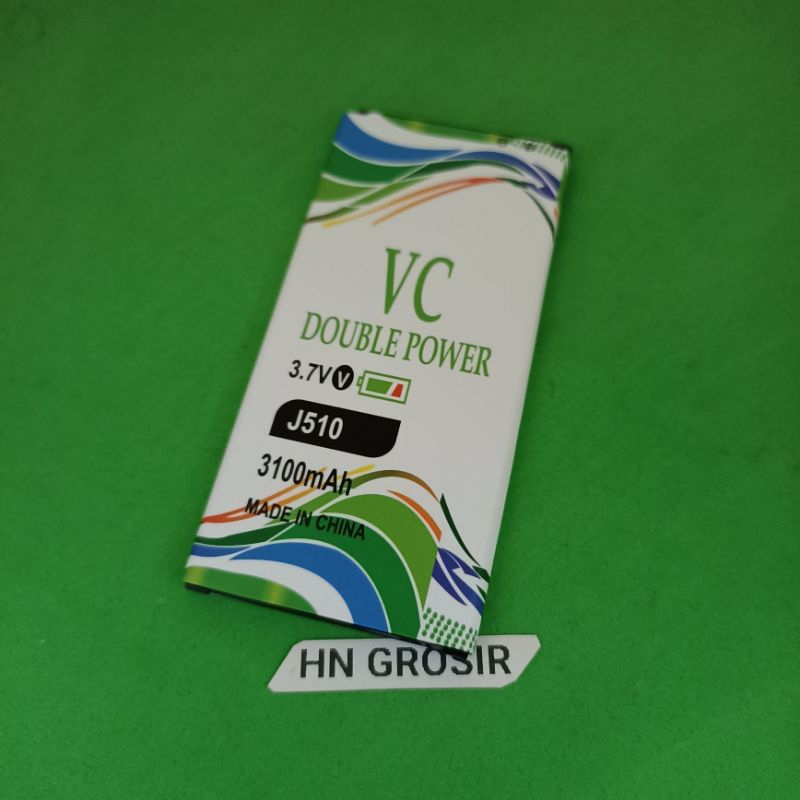 VC
DOUBLE POWER
3.7V V
J510
3100mAh
MADE IN CHINA
HN GROSIR